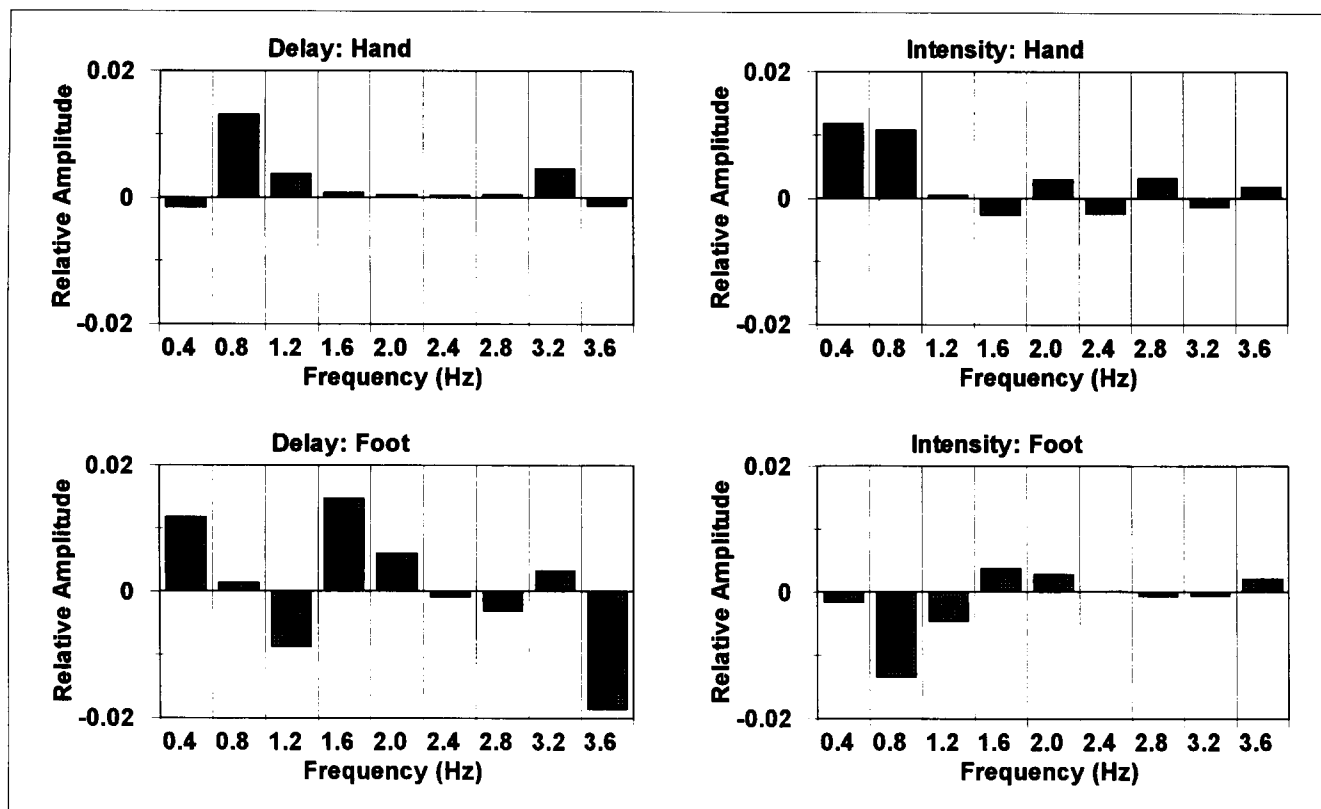 Delay: Hand
0.02
0
-0.02
Relative Amplitude
0.4 0.8 1.2 1.6 2.0 2.4 2.8 3.2 3.6
Frequency (Hz)
Intensity: Hand
0.02
0
-0.02
Relative Amplitude
0.4 0.8 1.2 1.6 2.0 2.4 2.8 3.2 3.6
Frequency (Hz)
Delay: Foot
0.02
0
-0.02
Relative Amplitude
0.4 0.8 1.2 1.6 2.0 2.4 2.8 3.2 3.6
Frequency (Hz)
Intensity: Foot
0.02
0
-0.02
Relative Amplitude
0.4 0.8 1.2 1.6 2.0 2.4 2.8 3.2 3.6
Frequency (Hz)